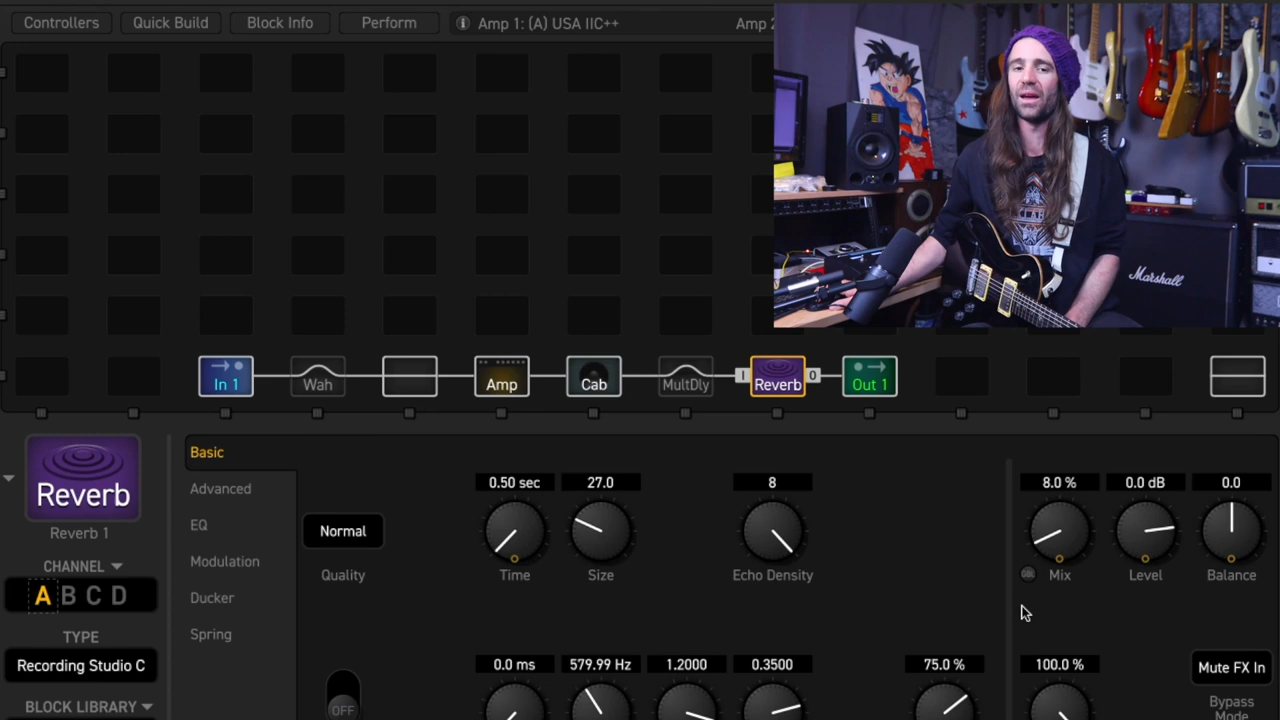 Controllers
Quick Build
Block Info
Perform
Amp 1: (A) USA IIC++
Amp 2
Marshall
In 1
Wah
Amp
Cab
MultDly
I
Reverb
O
Out 1
Reverb
Reverb 1
CHANNEL
A B C D
TYPE
Recording Studio C
BLOCK LIBRARY
Basic
Advanced
EQ
Modulation
Ducker
Spring
Normal
Quality
OFF
0.50 sec
27.0
8
8.0 %
0.0 dB
0.0
Time
Size
Echo Density
GBL
Mix
Level
Balance
0.0 ms
579.99 Hz
1.2000
0.3500
75.0 %
100.0 %
Mute FX In
Bypass
Mode